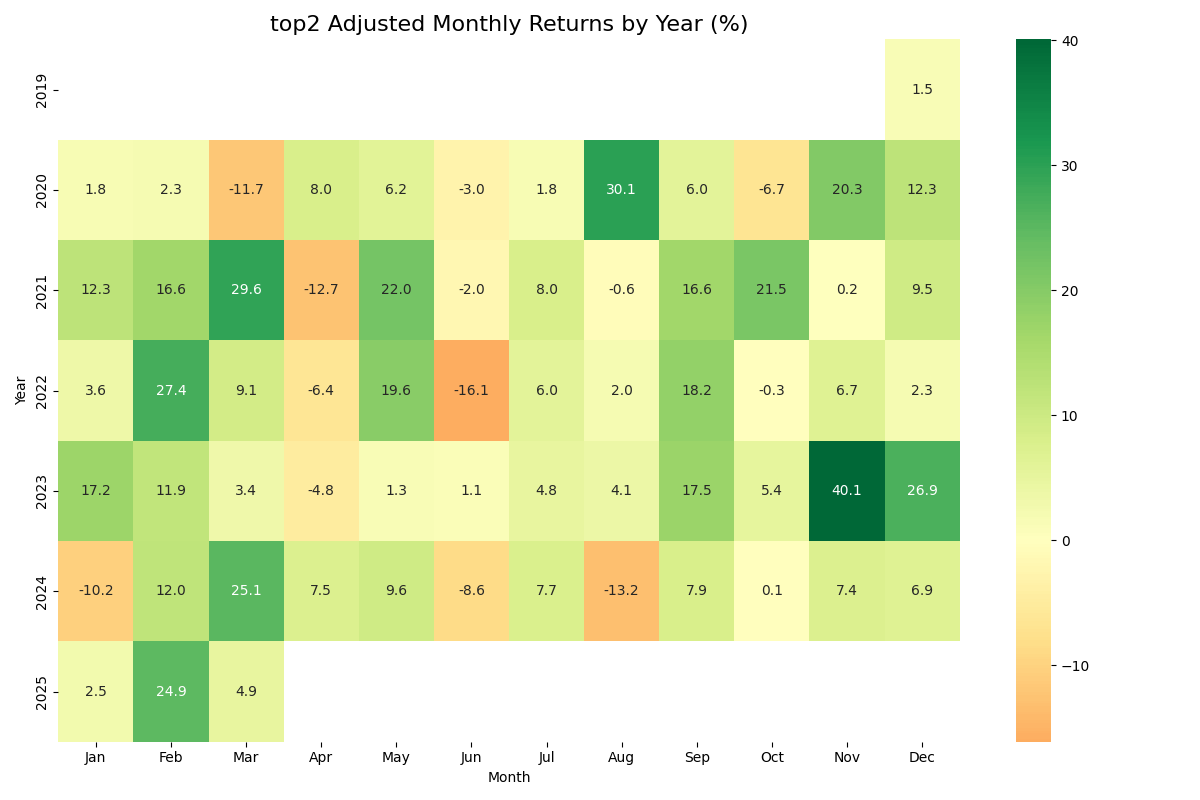 top2 Adjusted Monthly Returns by Year (%)
2019 1.5
2020 1.8 2.3 -11.7 8.0 6.2 -3.0 1.8 30.1 6.0 -6.7 20.3 12.3
2021 12.3 16.6 29.6 -12.7 22.0 -2.0 8.0 -0.6 16.6 21.5 0.2 9.5
Year
2022 3.6 27.4 9.1 -6.4 19.6 -16.1 6.0 2.0 18.2 -0.3 6.7 2.3
2023 17.2 11.9 3.4 -4.8 1.3 1.1 4.8 4.1 17.5 5.4 40.1 26.9
2024 -10.2 12.0 25.1 7.5 9.6 -8.6 7.7 -13.2 7.9 0.1 7.4 6.9
2025 2.5 24.9 4.9
Jan Feb Mar Apr May Jun Jul Aug Sep Oct Nov Dec
Month
40
30
20
10
0
−10